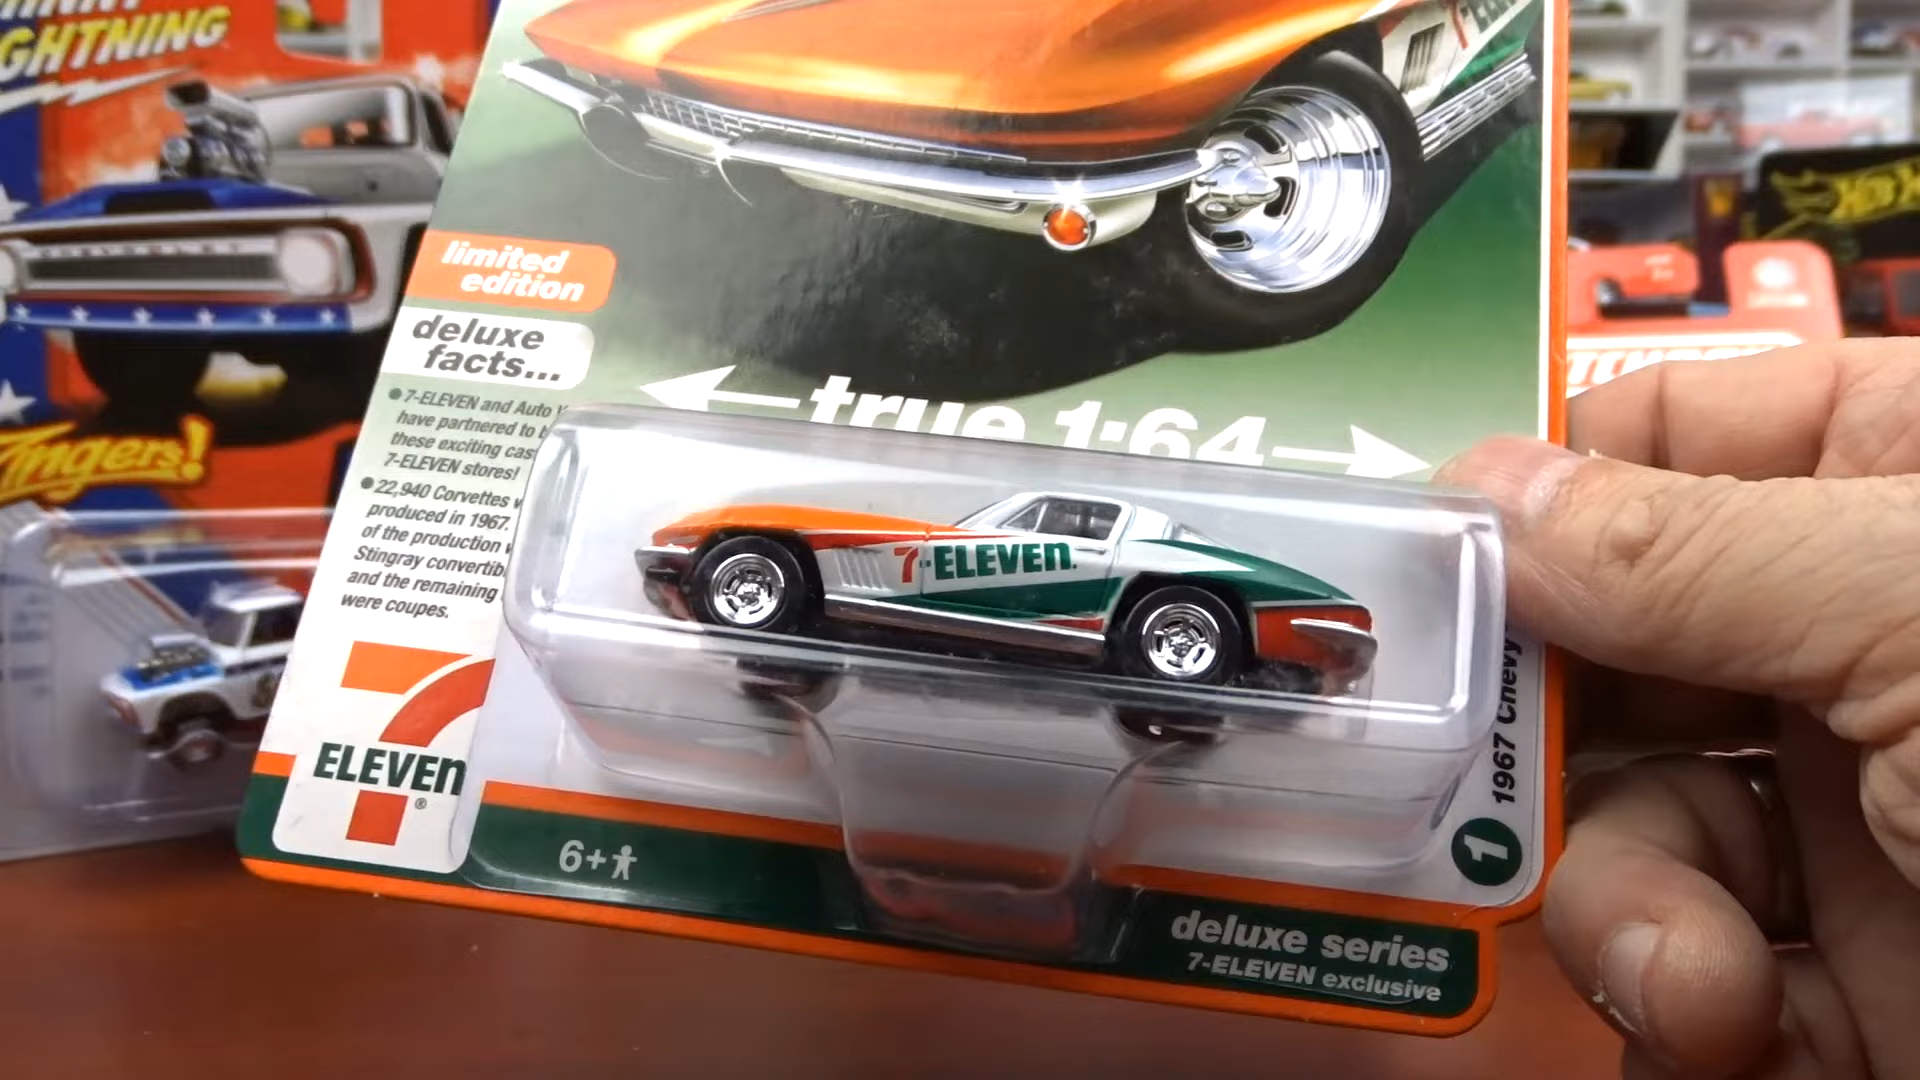 GHTNING
Zingers!
CHEVROLET
limited
edition
deluxe
facts...
7-ELEVEN and Auto
have partnered to
these exciting
7-ELEVEN stores!
22,940 Corvettes
produced in 1967.
of the production
Stingray
and the remaining
were coupes.
true 1:64
7-ELEVEN.
7
ELEVEN
®
6+
1967 Chevy
1
deluxe series
7-ELEVEN exclusive